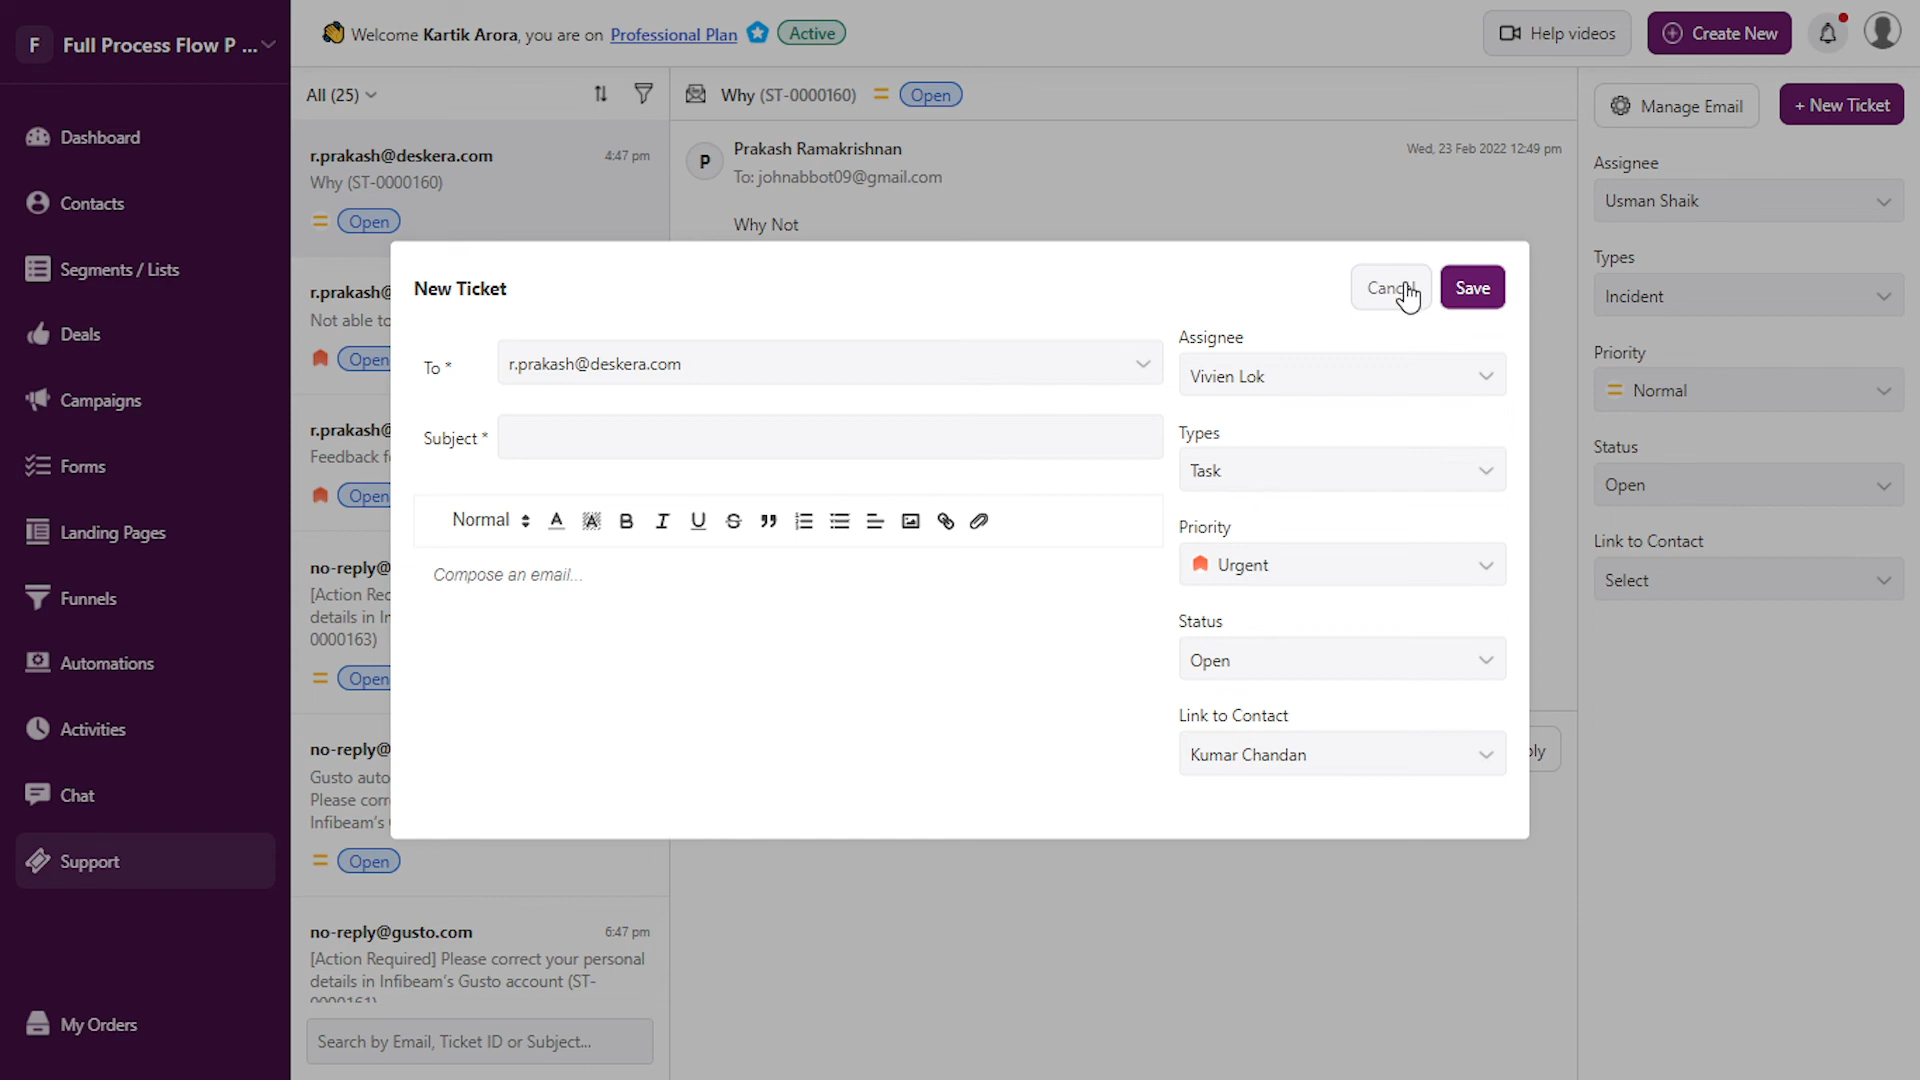 F Full Process Flow P ...
Dashboard
Contacts
Segments / Lists
Deals
Campaigns
Forms
Landing Pages
Funnels
Automations
Activities
Chat
Support
My Orders
Welcome Kartik Arora, you are on Professional Plan Active
Help videos
Create New
All (25)
r.prakash@deskera.com 4:47 pm
Why (ST-0000160)
Open
r.prakash@
Not able to
Open
r.prakash@
Feedback f
Open
no-reply@
[Action Rec
details in In
0000163)
Open
no-reply@
Gusto auto
Please corr
Infibeam's
Open
no-reply@gusto.com 6:47 pm
[Action Required] Please correct your personal
details in Infibeam's Gusto account (ST-
0000161)
Search by Email, Ticket ID or Subject...
Why (ST-0000160) Open
P Prakash Ramakrishnan Wed, 23 Feb 2022 12:49 pm
To: johnabbot09@gmail.com
Why Not
New Ticket
Cancel
Save
To * r.prakash@deskera.com
Subject *
Normal
Compose an email...
Assignee
Vivien Lok
Types
Task
Priority
Urgent
Status
Open
Link to Contact
Kumar Chandan
ply
Manage Email
+ New Ticket
Assignee
Usman Shaik
Types
Incident
Priority
Normal
Status
Open
Link to Contact
Select